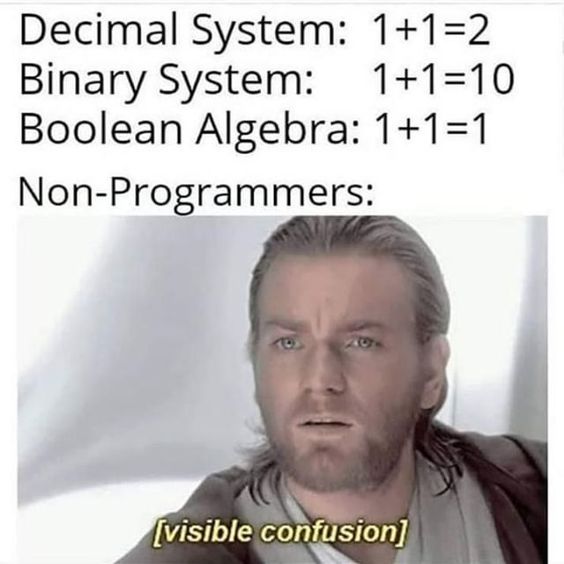 Decimal System: 1+1=2
Binary System: 1+1=10
Boolean Algebra: 1+1=1
Non-Programmers:
[visible confusion]